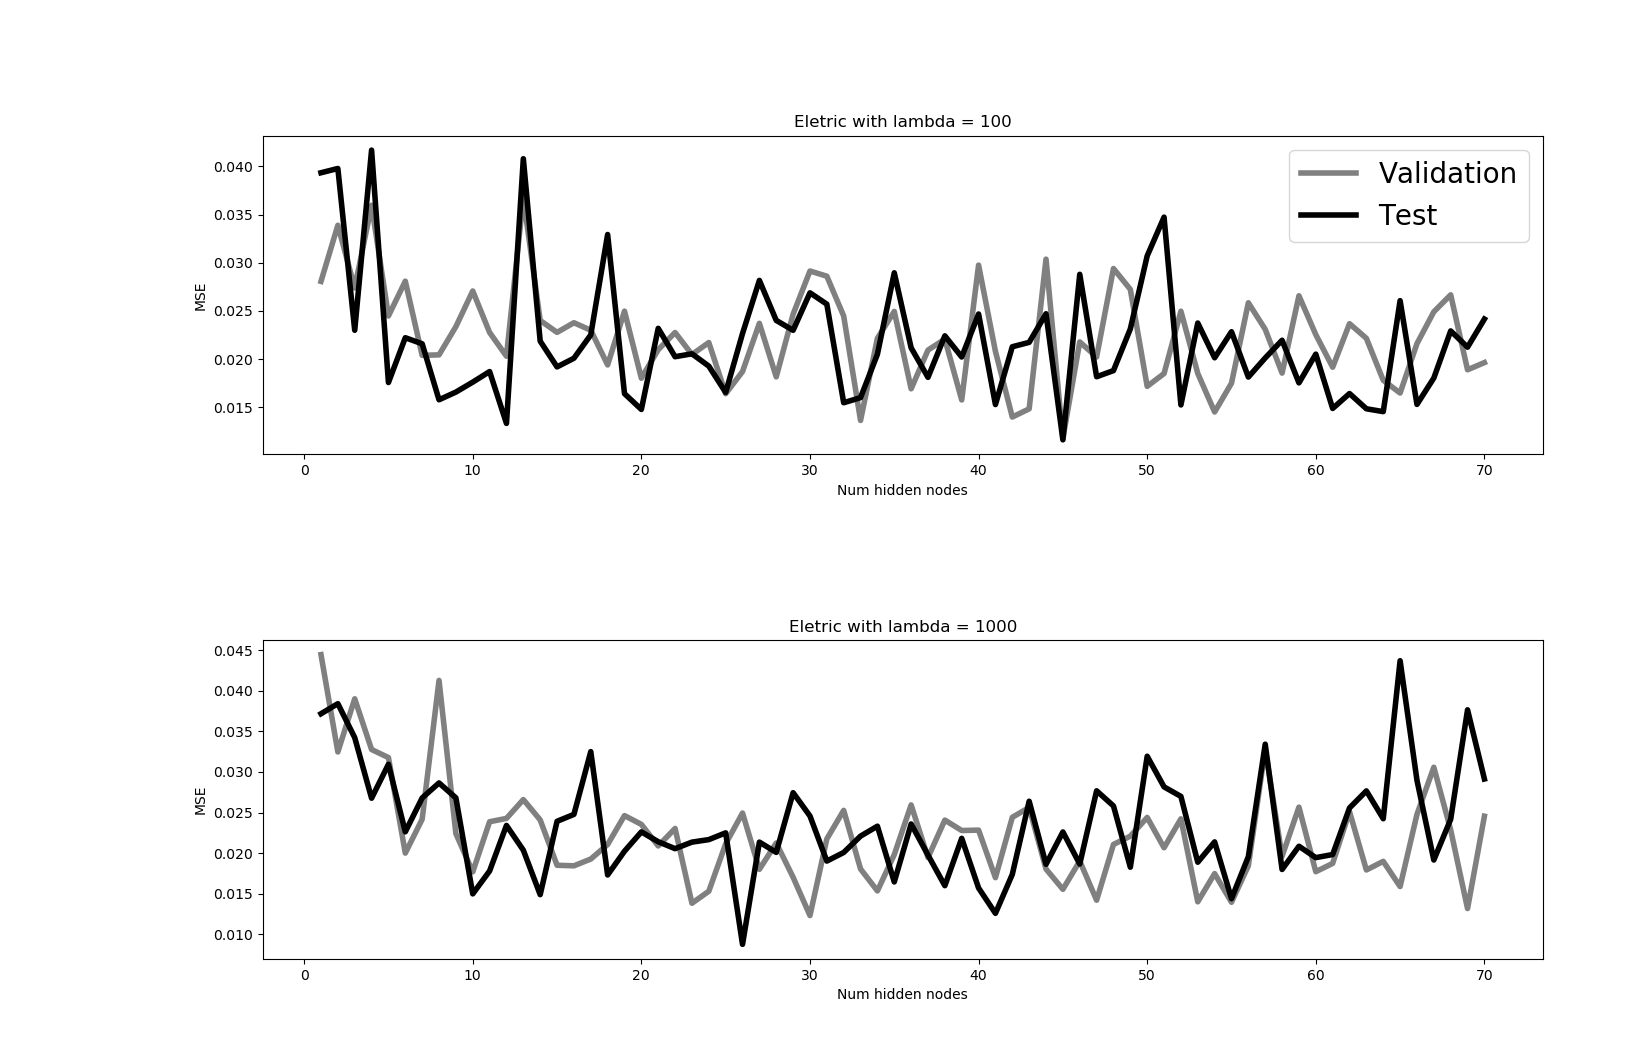 Eletric with lambda = 100
0.040
0.035
0.030
0.025
0.020
0.015
MSE
Validation
Test
0 10 20 30 40 50 60 70
Num hidden nodes
Eletric with lambda = 1000
0.045
0.040
0.035
0.030
0.025
0.020
0.015
0.010
MSE
0 10 20 30 40 50 60 70
Num hidden nodes